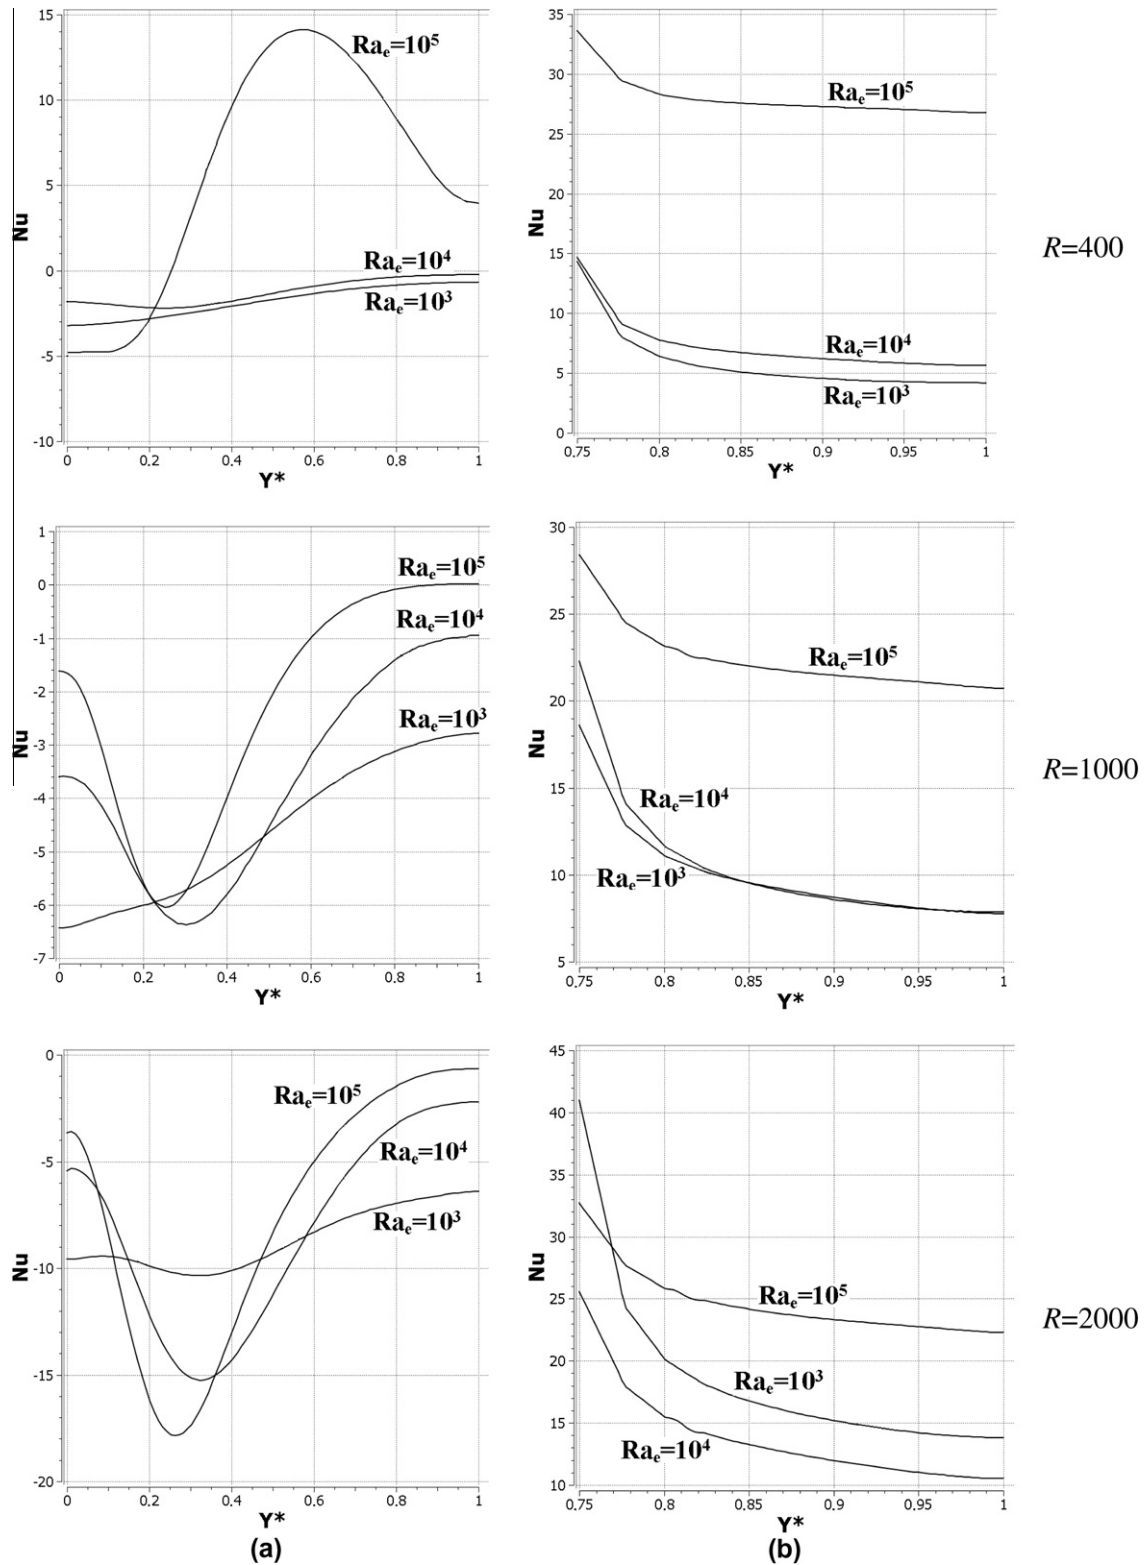 15
10
5
0
-5
-10
Nu
Ra_e=10^5
Ra_e=10^4
Ra_e=10^3
0 0.2 0.4 0.6 0.8 1
Y*
35
30
25
20
15
10
5
0
Nu
Ra_e=10^5
Ra_e=10^4
Ra_e=10^3
0.75 0.8 0.85 0.9 0.95 1
Y*
R=400
1
0
-1
-2
-3
-4
-5
-6
-7
Nu
Ra_e=10^5
Ra_e=10^4
Ra_e=10^3
0 0.2 0.4 0.6 0.8 1
Y*
30
25
20
15
10
5
Nu
Ra_e=10^5
Ra_e=10^4
Ra_e=10^3
0.75 0.8 0.85 0.9 0.95 1
Y*
R=1000
0
-5
-10
-15
-20
Nu
Ra_e=10^5
Ra_e=10^4
Ra_e=10^3
0 0.2 0.4 0.6 0.8 1
Y*
(a)
45
40
35
30
25
20
15
10
Nu
Ra_e=10^5
Ra_e=10^3
Ra_e=10^4
0.75 0.8 0.85 0.9 0.95 1
Y*
(b)
R=2000